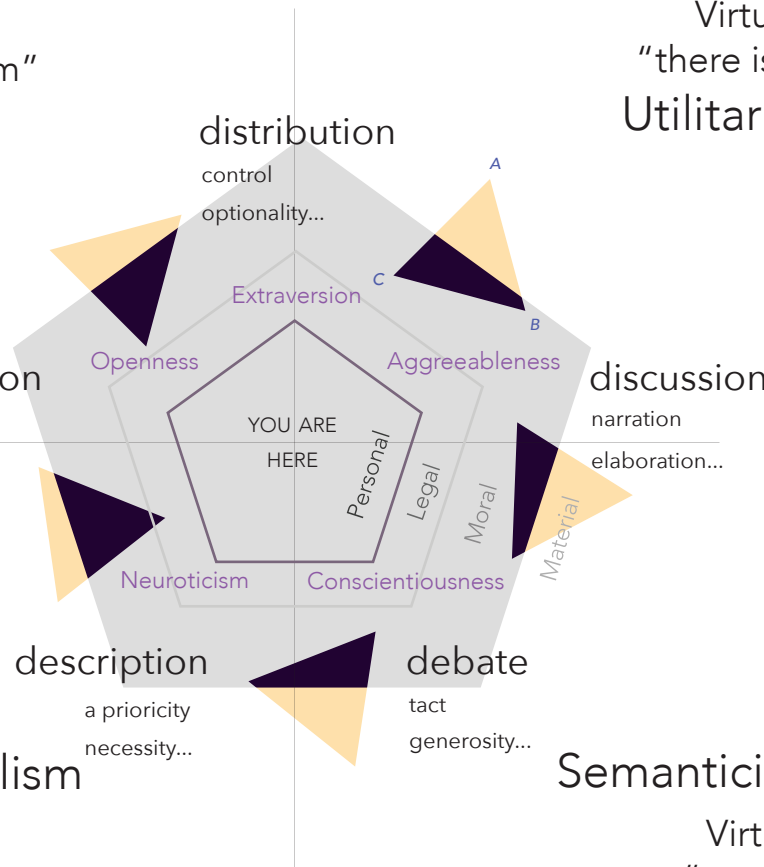 Virtu
m”
“there is
Utilitar
distribution
control
optionality...
A
C
B
Extraversion
Openness
Aggreeableness
on
discussion
narration
elaboration...
YOU ARE
HERE
Personal
Legal
Moral
Material
Neuroticism
Conscientiousness
description
a prioricity
necessity...
debate
tact
generosity...
lism
Semantici
Virt